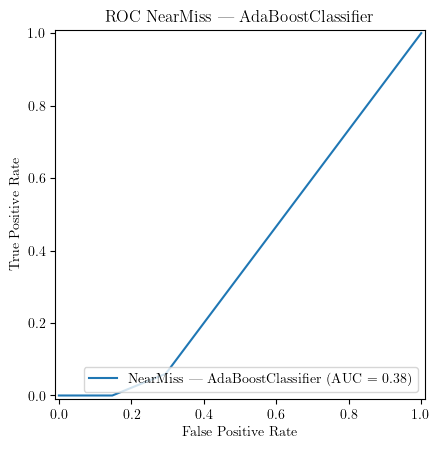 ROC NearMiss — AdaBoostClassifier
True Positive Rate
1.0
0.8
0.6
0.4
0.2
0.0
NearMiss — AdaBoostClassifier (AUC = 0.38)
0.0 0.2 0.4 0.6 0.8 1.0
False Positive Rate